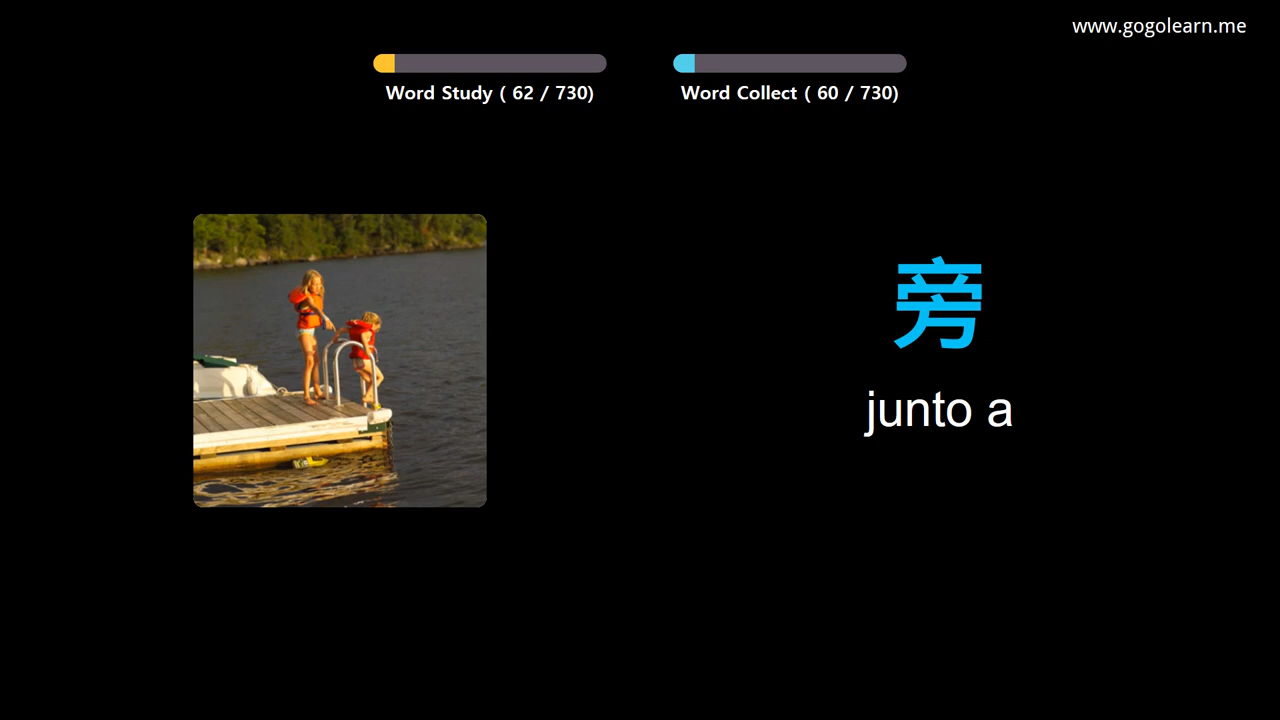 www.gogolearn.me
Word Study ( 62 / 730)
Word Collect ( 60 / 730)
旁
junto a